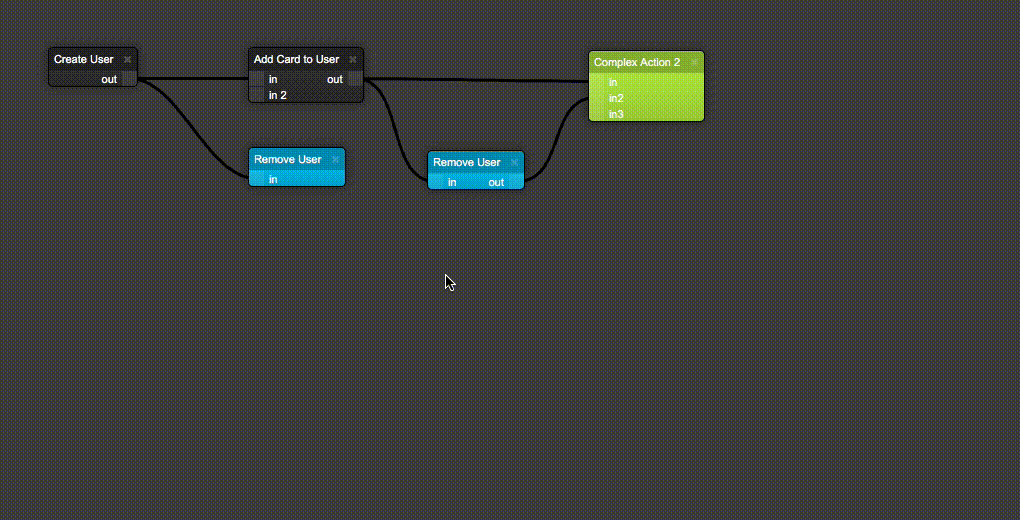 Create User
out
Add Card to User
in out
in 2
Complex Action 2
in
in2
in3
Remove User
in
Remove User
in out